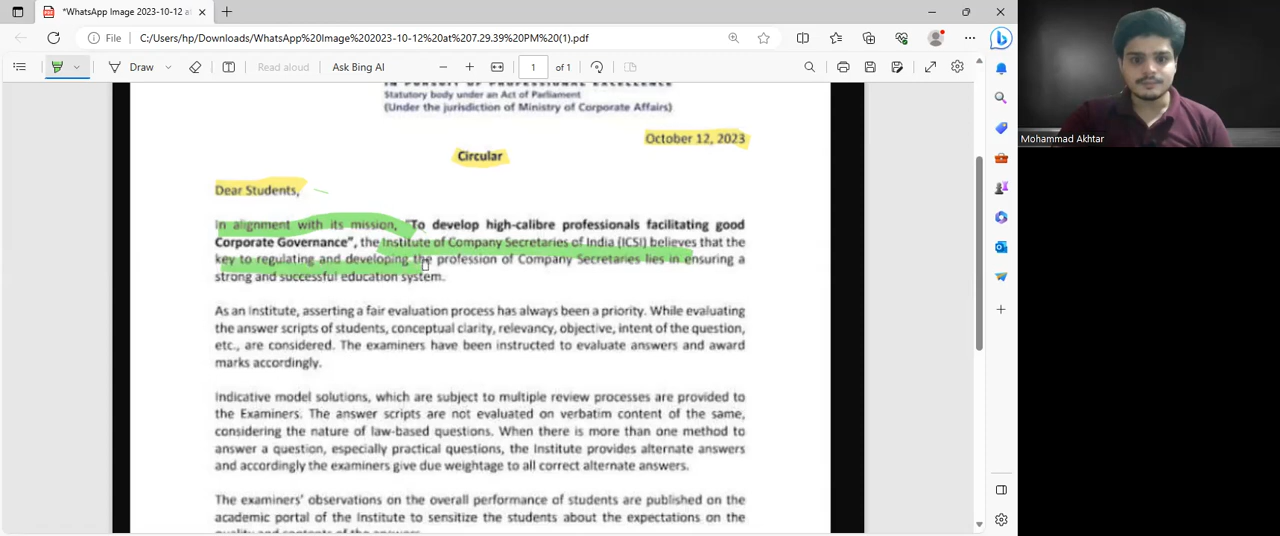 *WhatsApp Image 2023-10-12 at
File
C:/Users/hp/Downloads/WhatsApp%20Image%202023-10-12%20at%207.29.39%20PM%20(1).pdf
Draw
Read aloud
Ask Bing AI
1 of 1
IN PURSUIT OF PROFESSIONAL EXCELLENCE
Statutory body under an Act of Parliament
(Under the jurisdiction of Ministry of Corporate Affairs)
October 12, 2023
Circular
Dear Students,
In alignment with its mission, "To develop high-calibre professionals facilitating good
Corporate Governance", the Institute of Company Secretaries of India (ICSI) believes that the
key to regulating and developing the profession of Company Secretaries lies in ensuring a
strong and successful education system.
As an Institute, asserting a fair evaluation process has always been a priority. While evaluating
the answer scripts of students, conceptual clarity, relevancy, objective, intent of the question,
etc., are considered. The examiners have been instructed to evaluate answers and award
marks accordingly.
Indicative model solutions, which are subject to multiple review processes are provided to
the Examiners. The answer scripts are not evaluated on verbatim content of the same,
considering the nature of law-based questions. When there is more than one method to
answer a question, especially practical questions, the Institute provides alternate answers
and accordingly the examiners give due weightage to all correct alternate answers.
The examiners' observations on the overall performance of students are published on the
academic portal of the Institute to sensitize the students about the expectations on the
quality and contents of the answers.
Mohammad Akhtar